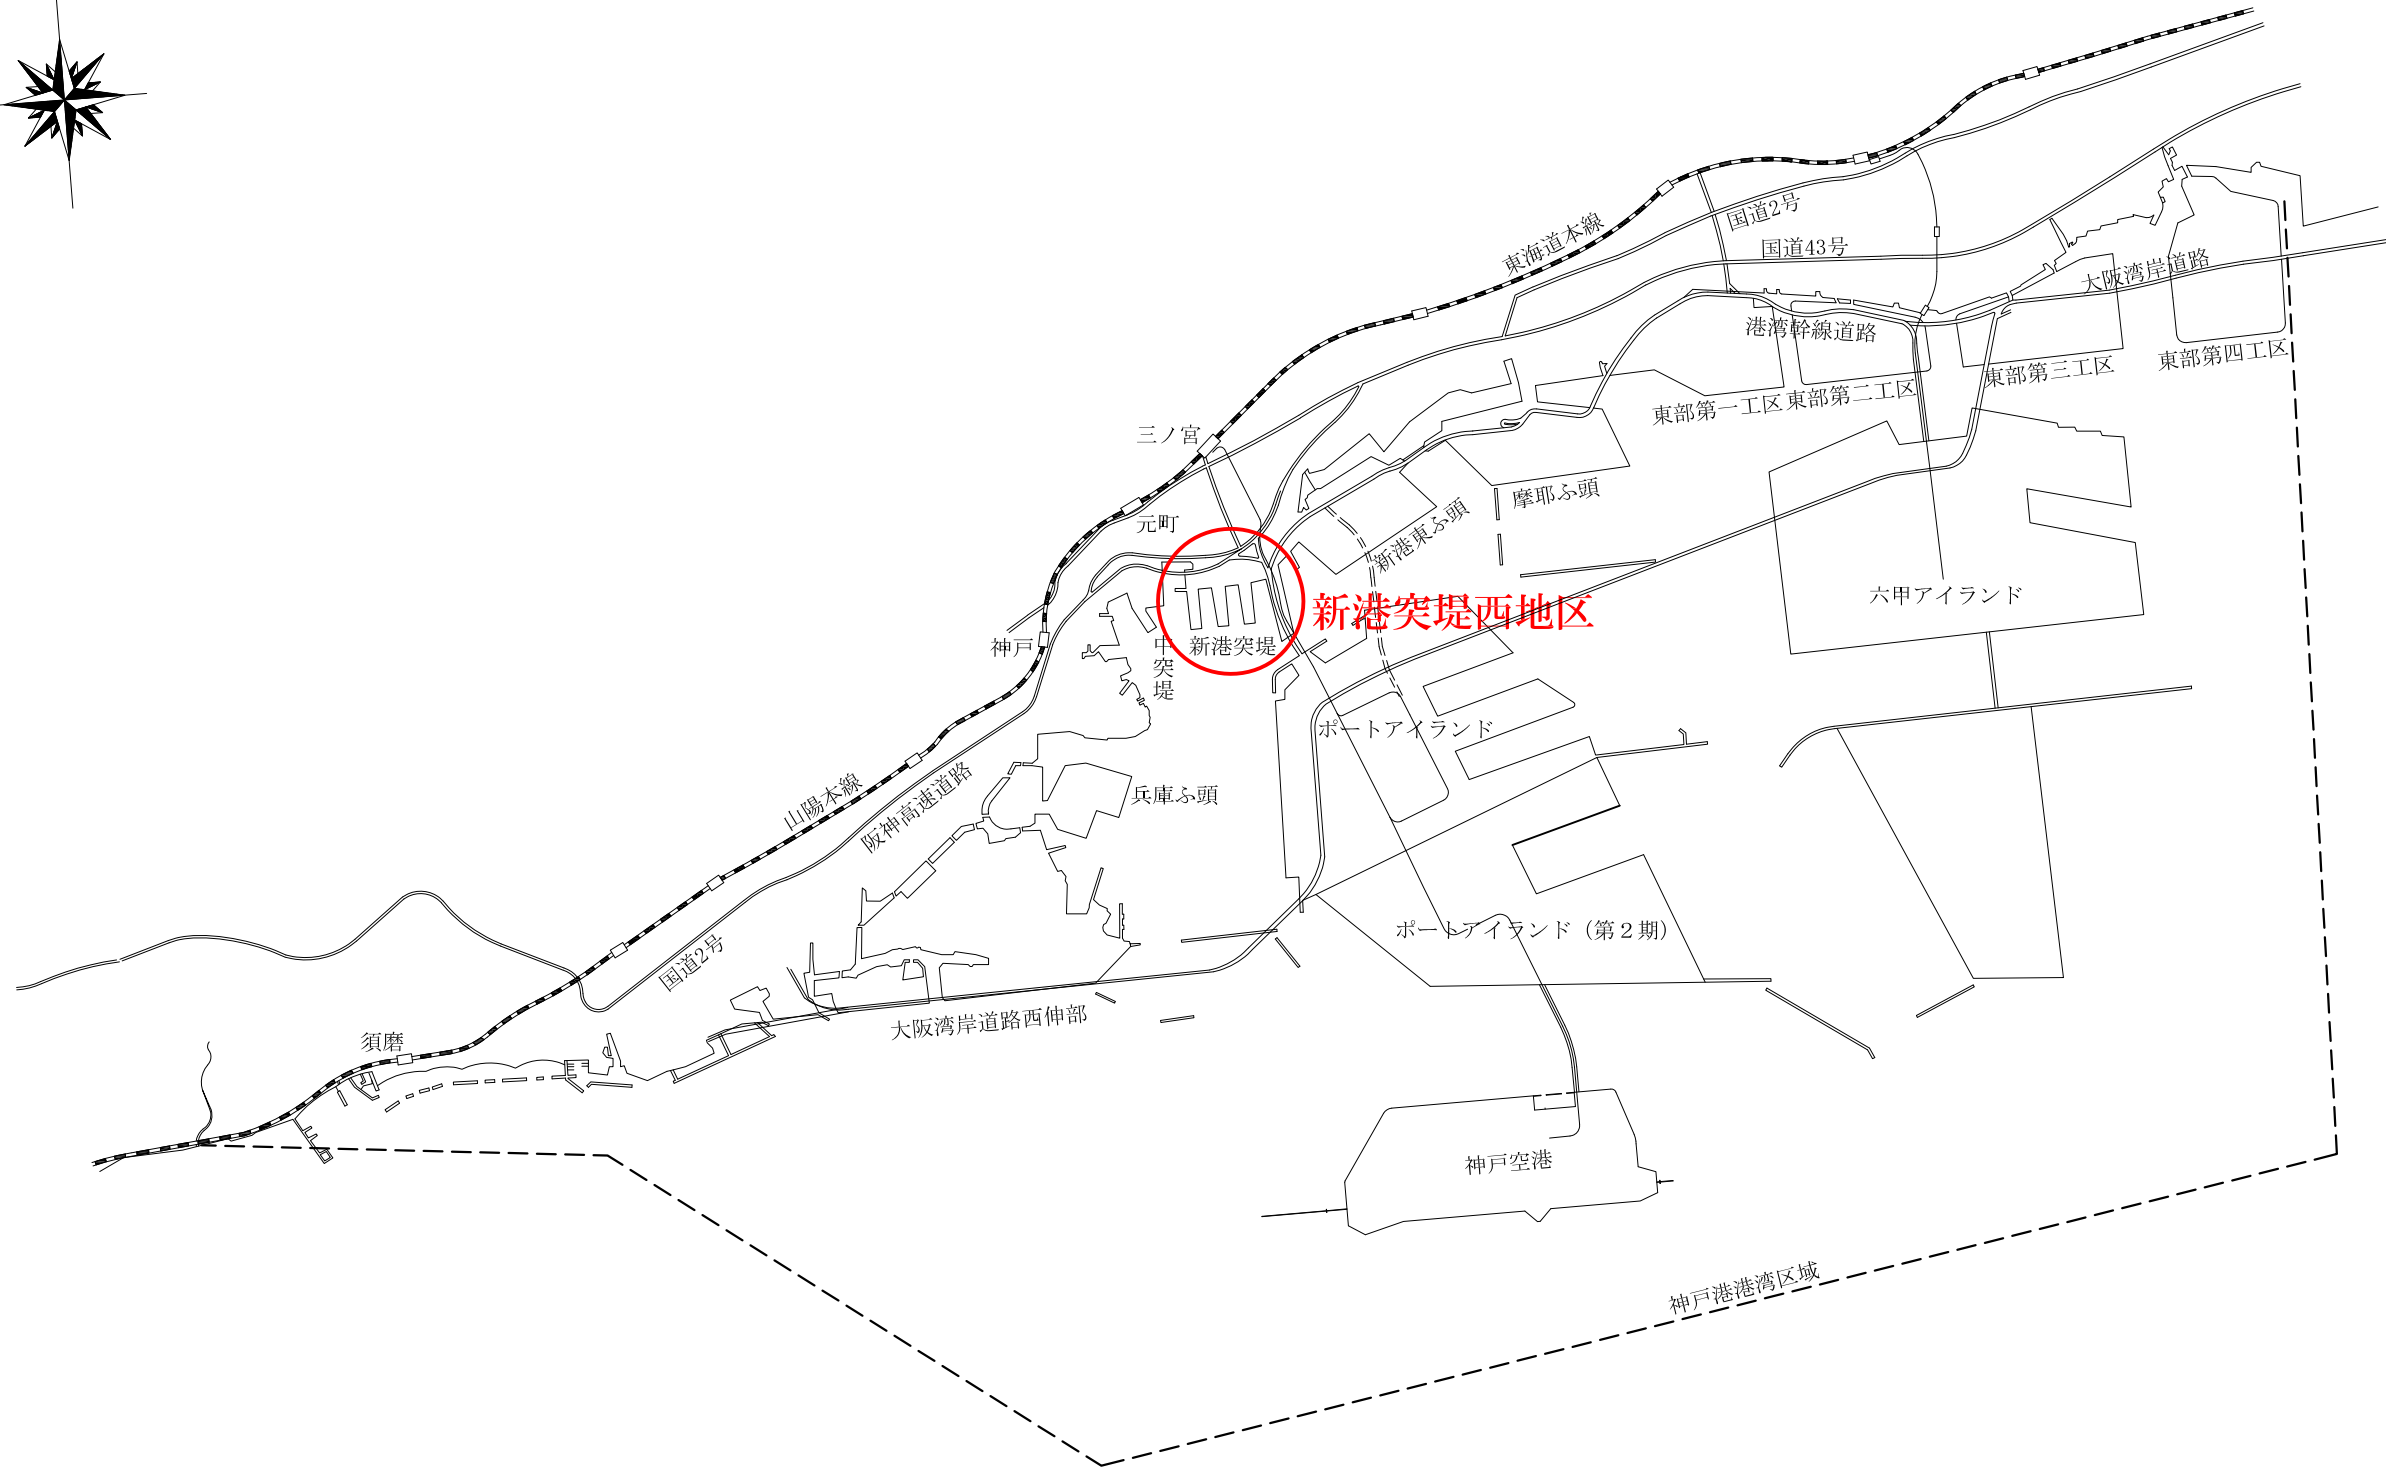 東海道本線
国道2号
国道43号
大阪湾岸道路
港湾幹線道路
東部第四工区
東部第三工区
東部第二工区
東部第一工区
三ノ宮
元町
摩耶ふ頭
新港東ふ頭
新港突堤西地区
六甲アイランド
神戸
新港突堤
中突堤
ポートアイランド
山陽本線
阪神高速道路
兵庫ふ頭
国道2号
ポートアイランド（第２期）
大阪湾岸道路西伸部
須磨
神戸空港
神戸港港湾区域